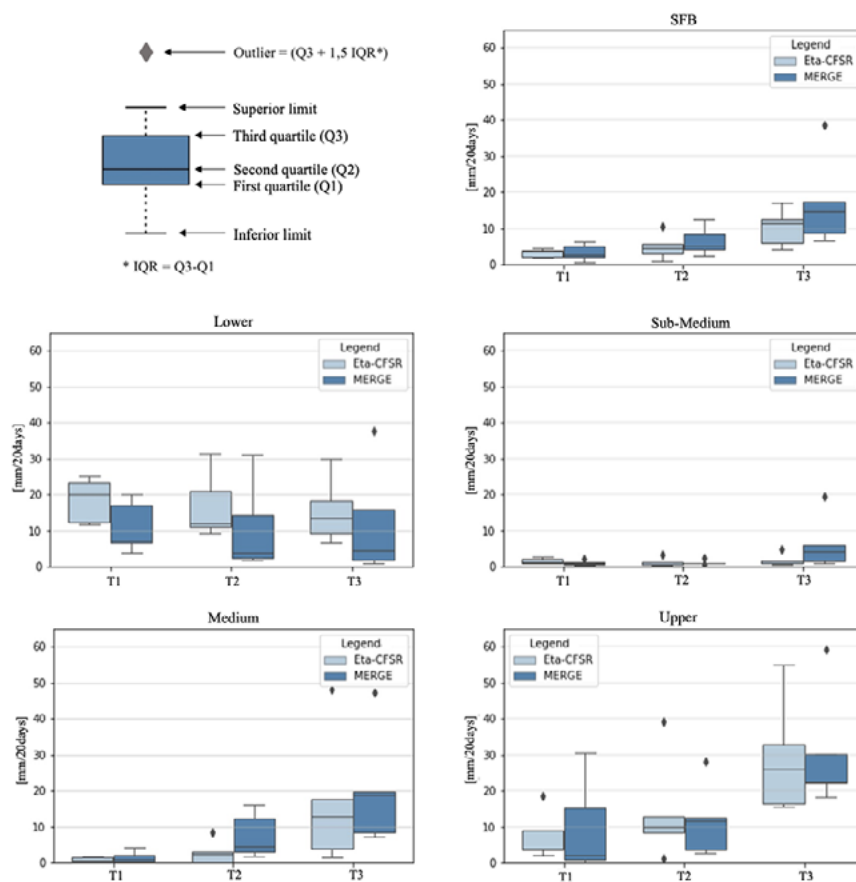 SFB
Outlier = (Q3 + 1,5 IQR*)
Superior limit
Third quartile (Q3)
Second quartile (Q2)
First quartile (Q1)
Inferior limit
* IQR = Q3-Q1
[mm/20days]
60
50
40
30
20
10
0
Legend
Eta-CFSR
MERGE
T1
T2
T3
Lower
[mm/20days]
60
50
40
30
20
10
0
Legend
Eta-CFSR
MERGE
T1
T2
T3
Sub-Medium
[mm/20days]
60
50
40
30
20
10
0
Legend
Eta-CFSR
MERGE
T1
T2
T3
Medium
[mm/20days]
60
50
40
30
20
10
0
Legend
Eta-CFSR
MERGE
T1
T2
T3
Upper
[mm/20days]
60
50
40
30
20
10
0
Legend
Eta-CFSR
MERGE
T1
T2
T3